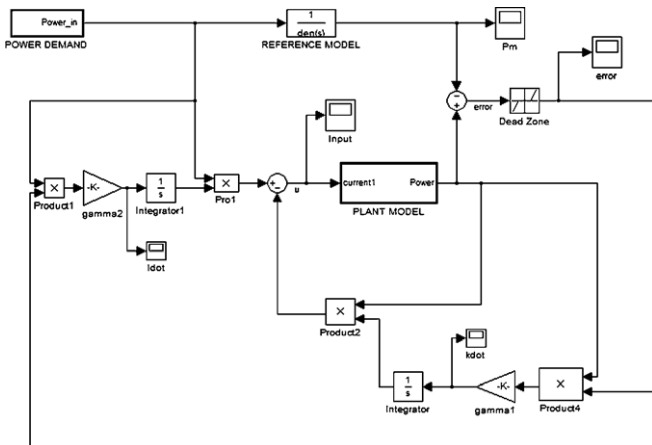 Power_in
POWER DEMAND
1
den(s)
REFERENCE MODEL
Pm
error
error
Dead Zone
Input
-K-
1
s
Product1
gamma2
Integrator1
Pro1
u
current1
Power
PLANT MODEL
Idot
Product2
kdot
1
s
Integrator
-K-
gamma1
Product4